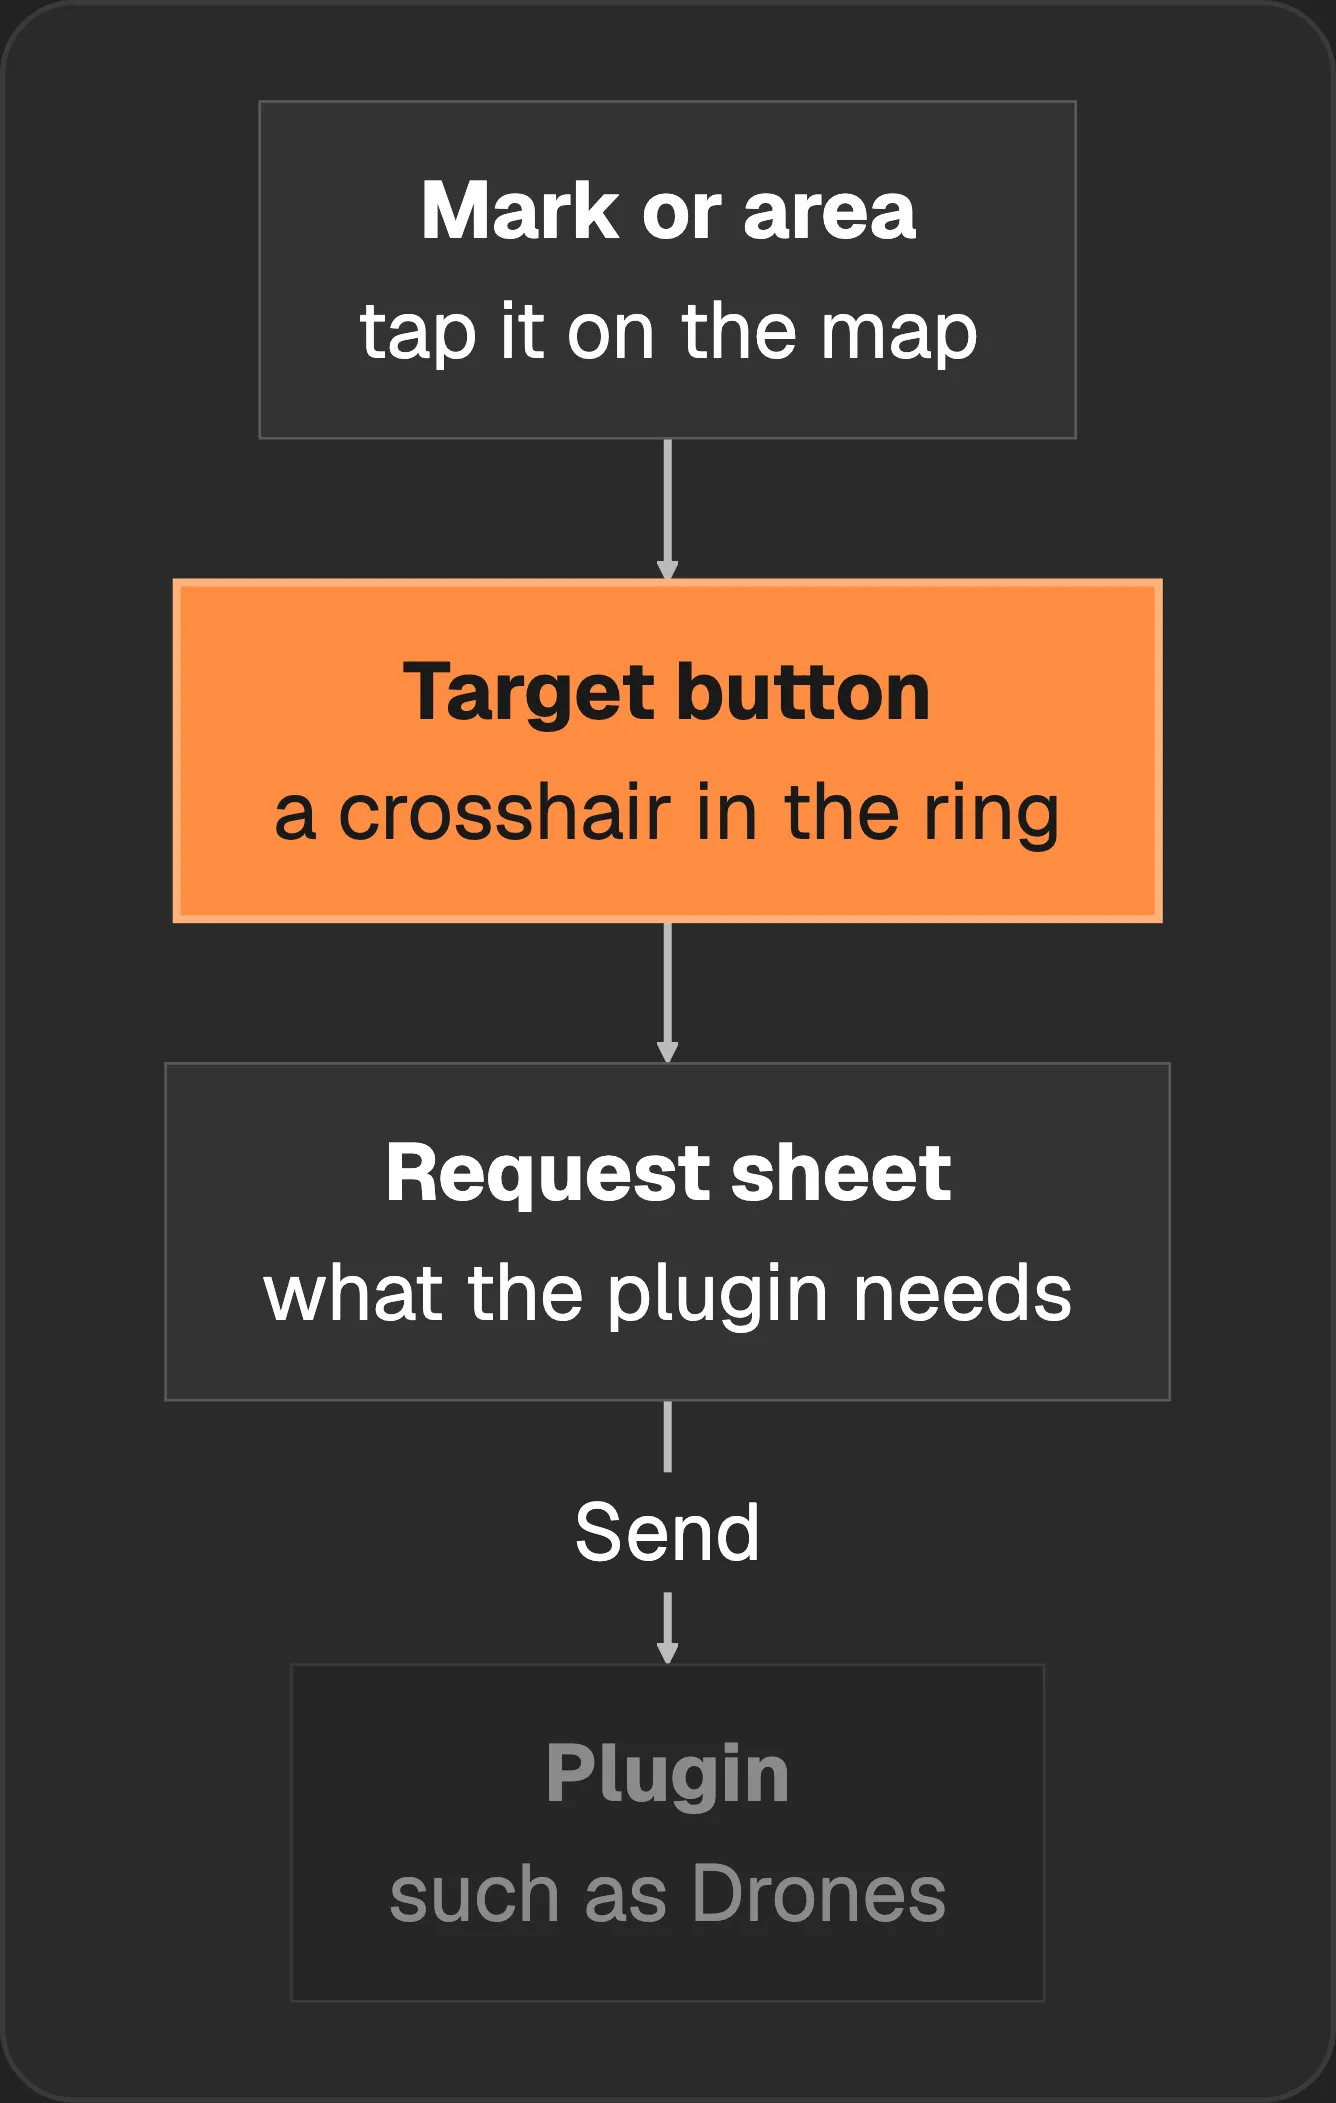 Mark or area
tap it on the map
Target button
a crosshair in the ring
Request sheet
what the plugin needs
Send
Plugin
such as Drones